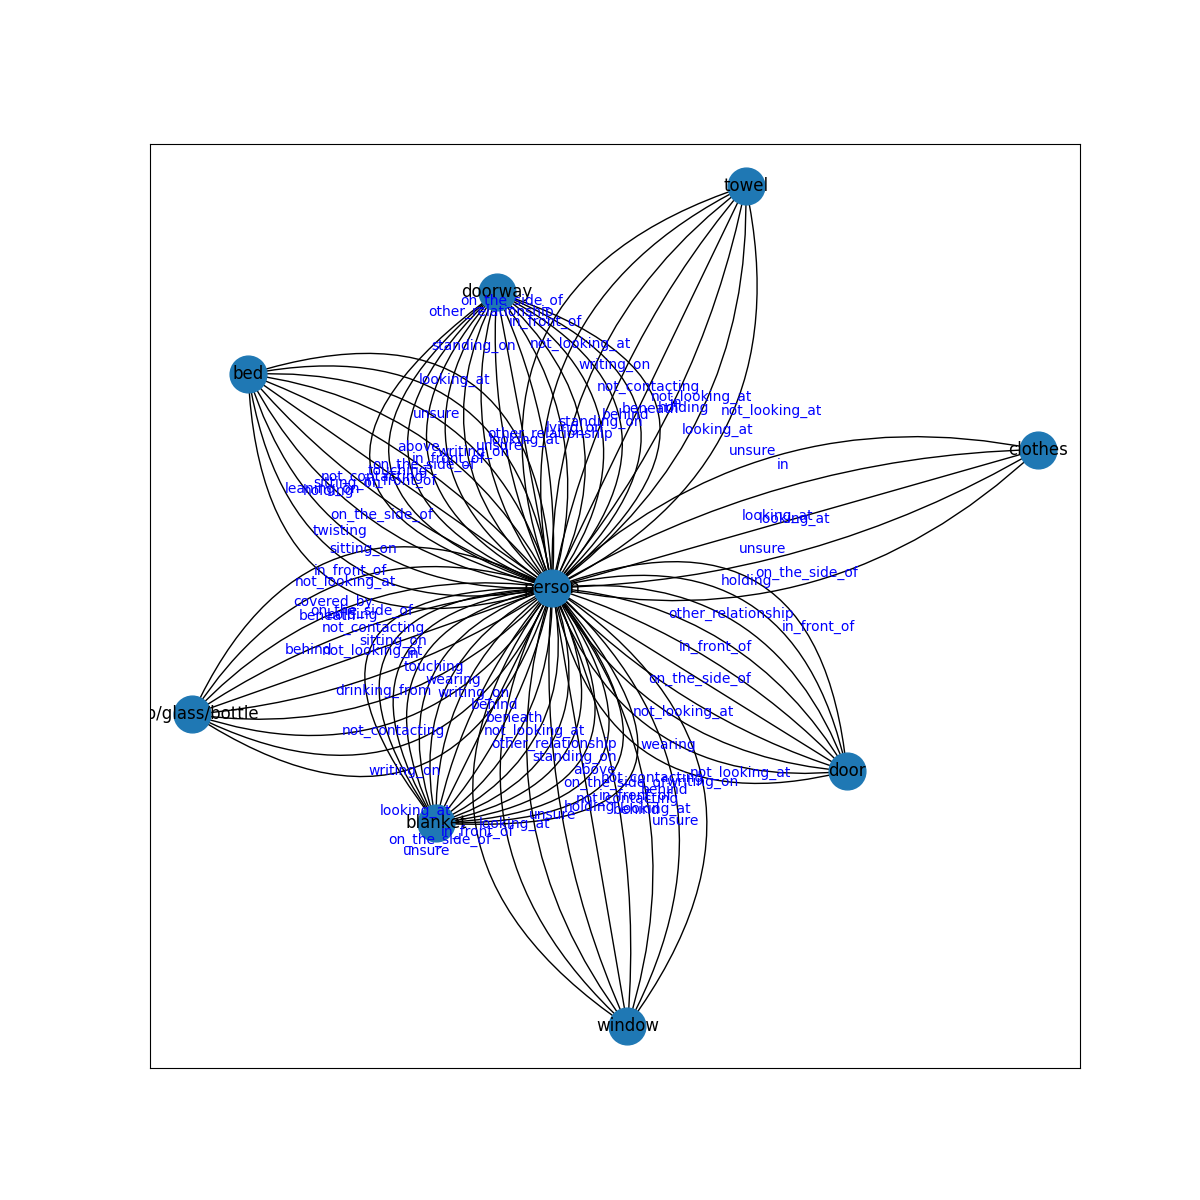 towel
doorway
on_the_side_of
other_relationship
in_front_of
standing_on
not_looking_at
writing_on
bed
looking_at
not_contacting
not_looking_at
in
holding
beneath
not_looking_at
unsure
behind
standing_on
lying_on
looking_at
other_relationship
looking_at
unsure
above
writing_on
unsure
clothes
in_front_of
on_the_side_of
in
touching
not_contacting
in_front_of
sitting_on
leaning_on
holding
on_the_side_of
looking_at
looking_at
twisting
sitting_on
unsure
in_front_of
on_the_side_of
not_looking_at
holding
person
covered_by
on_the_side_of
beneath
other_relationship
not_contacting
in_front_of
sitting_on
in_front_of
behind
not_looking_at
in
touching
wearing
on_the_side_of
drinking_from
writing_on
behind
not_looking_at
o/glass/bottle
beneath
not_contacting
not_looking_at
other_relationship
wearing
standing_on
writing_on
above
not_looking_at
door
not_contacting
on_the_side_of
writing_on
behind
in_front_of
not_contacting
holding
looking_at
behind
looking_at
unsure
unsure
blanket
looking_at
in_front_of
on_the_side_of
unsure
window